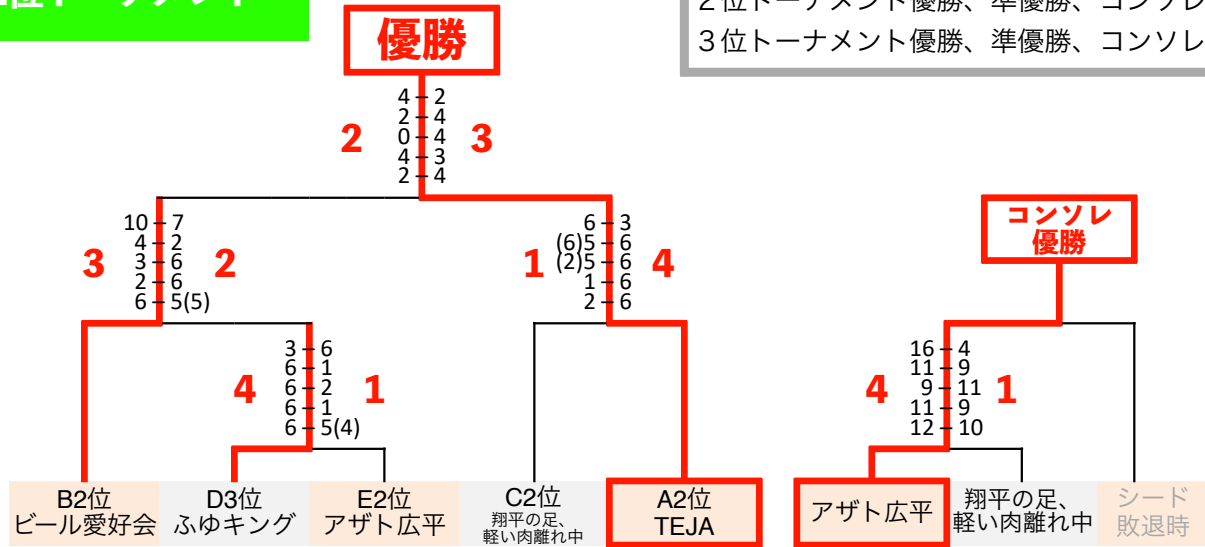 優勝
２位トーナメント優勝、準優勝、コンソレ
３位トーナメント優勝、準優勝、コンソレ
4 2
2 4
0 4
4 3
2 4
2 3
10 7
4 2
3 6
2 6
6 5(5)
3 2
6 3
(6)5 6
(2)5 6
1 6
2 6
1 4
コンソレ
優勝
3 6
6 1
6 2
6 1
6 5(4)
4 1
16 4
11 9
9 11
11 9
12 10
4 1
B2位
ビール愛好会
D3位
ふゆキング
E2位
アザト広平
C2位
翔平の足、
軽い肉離れ中
A2位
TEJA
アザト広平
翔平の足、
軽い肉離れ中
シード
敗退時